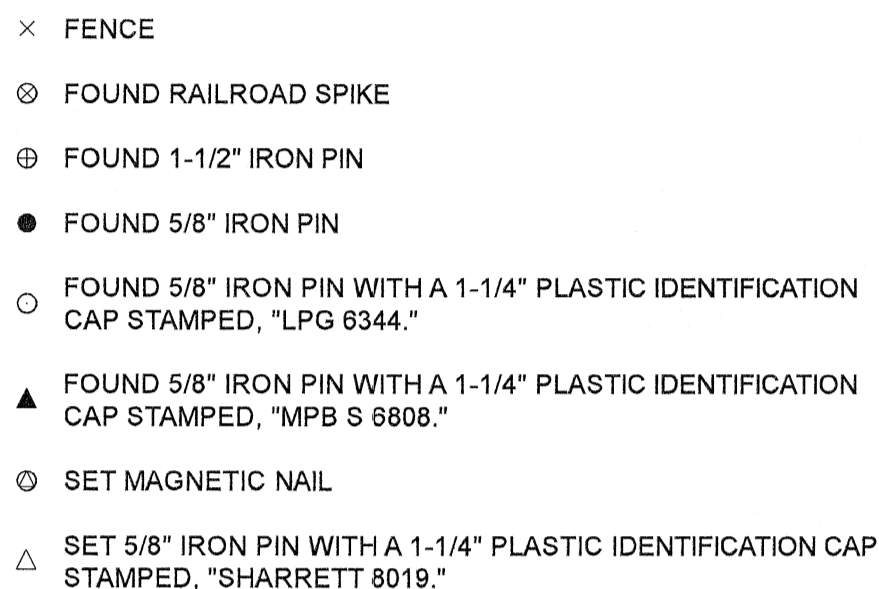 FENCE
FOUND RAILROAD SPIKE
FOUND 1-1/2" IRON PIN
FOUND 5/8" IRON PIN
FOUND 5/8" IRON PIN WITH A 1-1/4" PLASTIC IDENTIFICATION
CAP STAMPED, "LPG 6344."
FOUND 5/8" IRON PIN WITH A 1-1/4" PLASTIC IDENTIFICATION
CAP STAMPED, "MPB S 6808."
SET MAGNETIC NAIL
SET 5/8" IRON PIN WITH A 1-1/4" PLASTIC IDENTIFICATION CAP
STAMPED, "SHARRETT 8019."